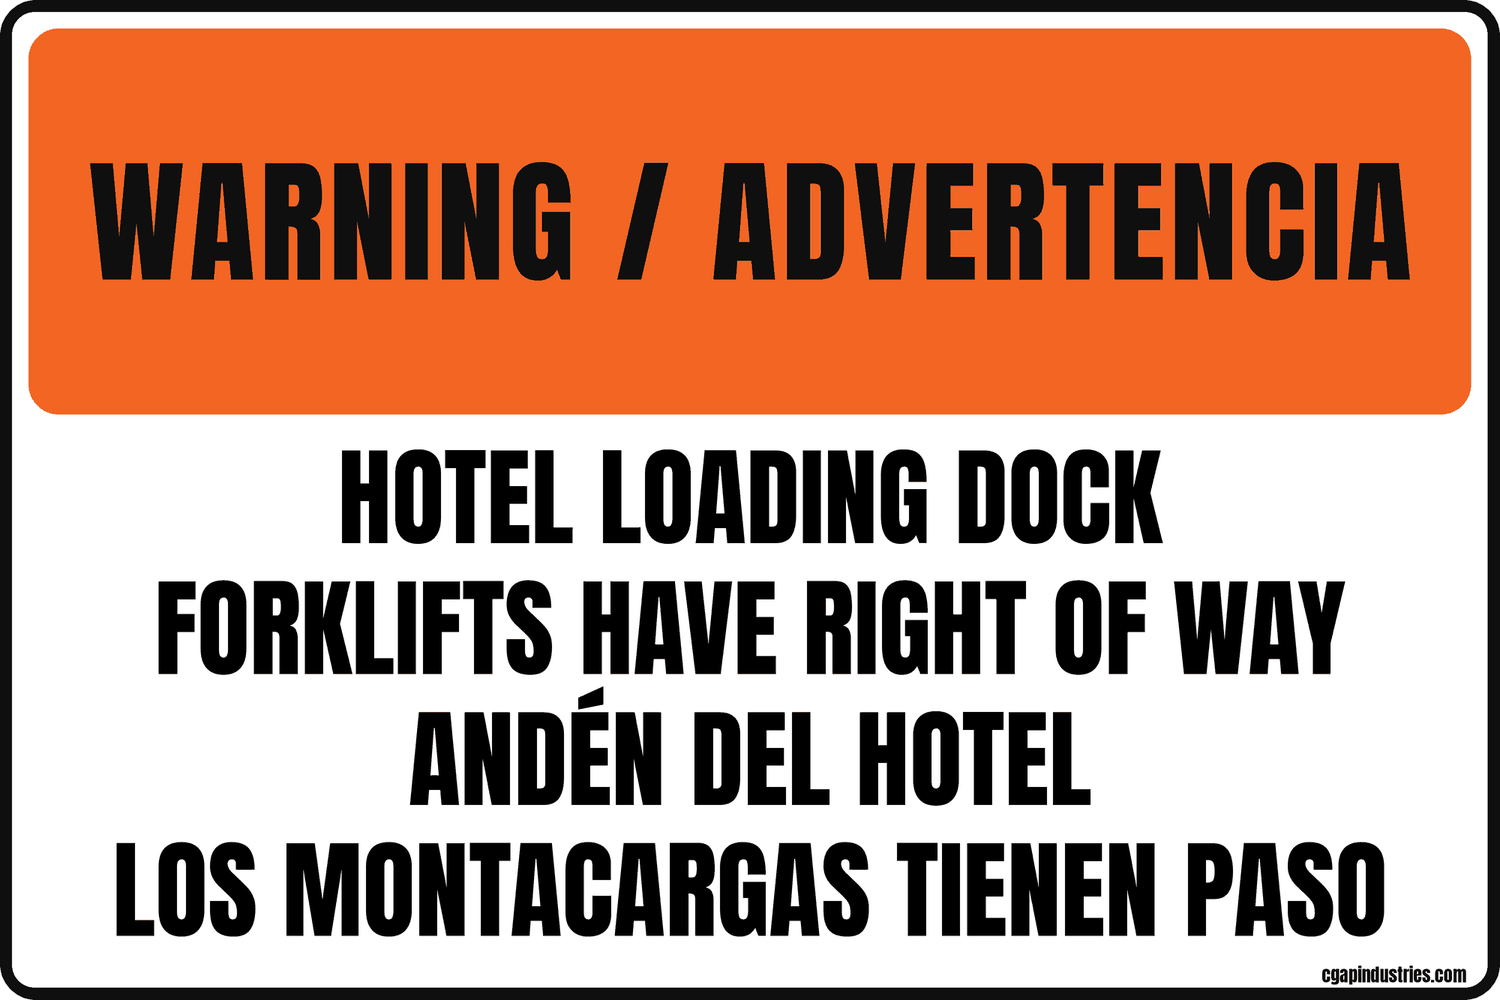 WARNING / ADVERTENCIA
HOTEL LOADING DOCK
FORKLIFTS HAVE RIGHT OF WAY
ANDÉN DEL HOTEL
LOS MONTACARGAS TIENEN PASO
cgapindustries.com